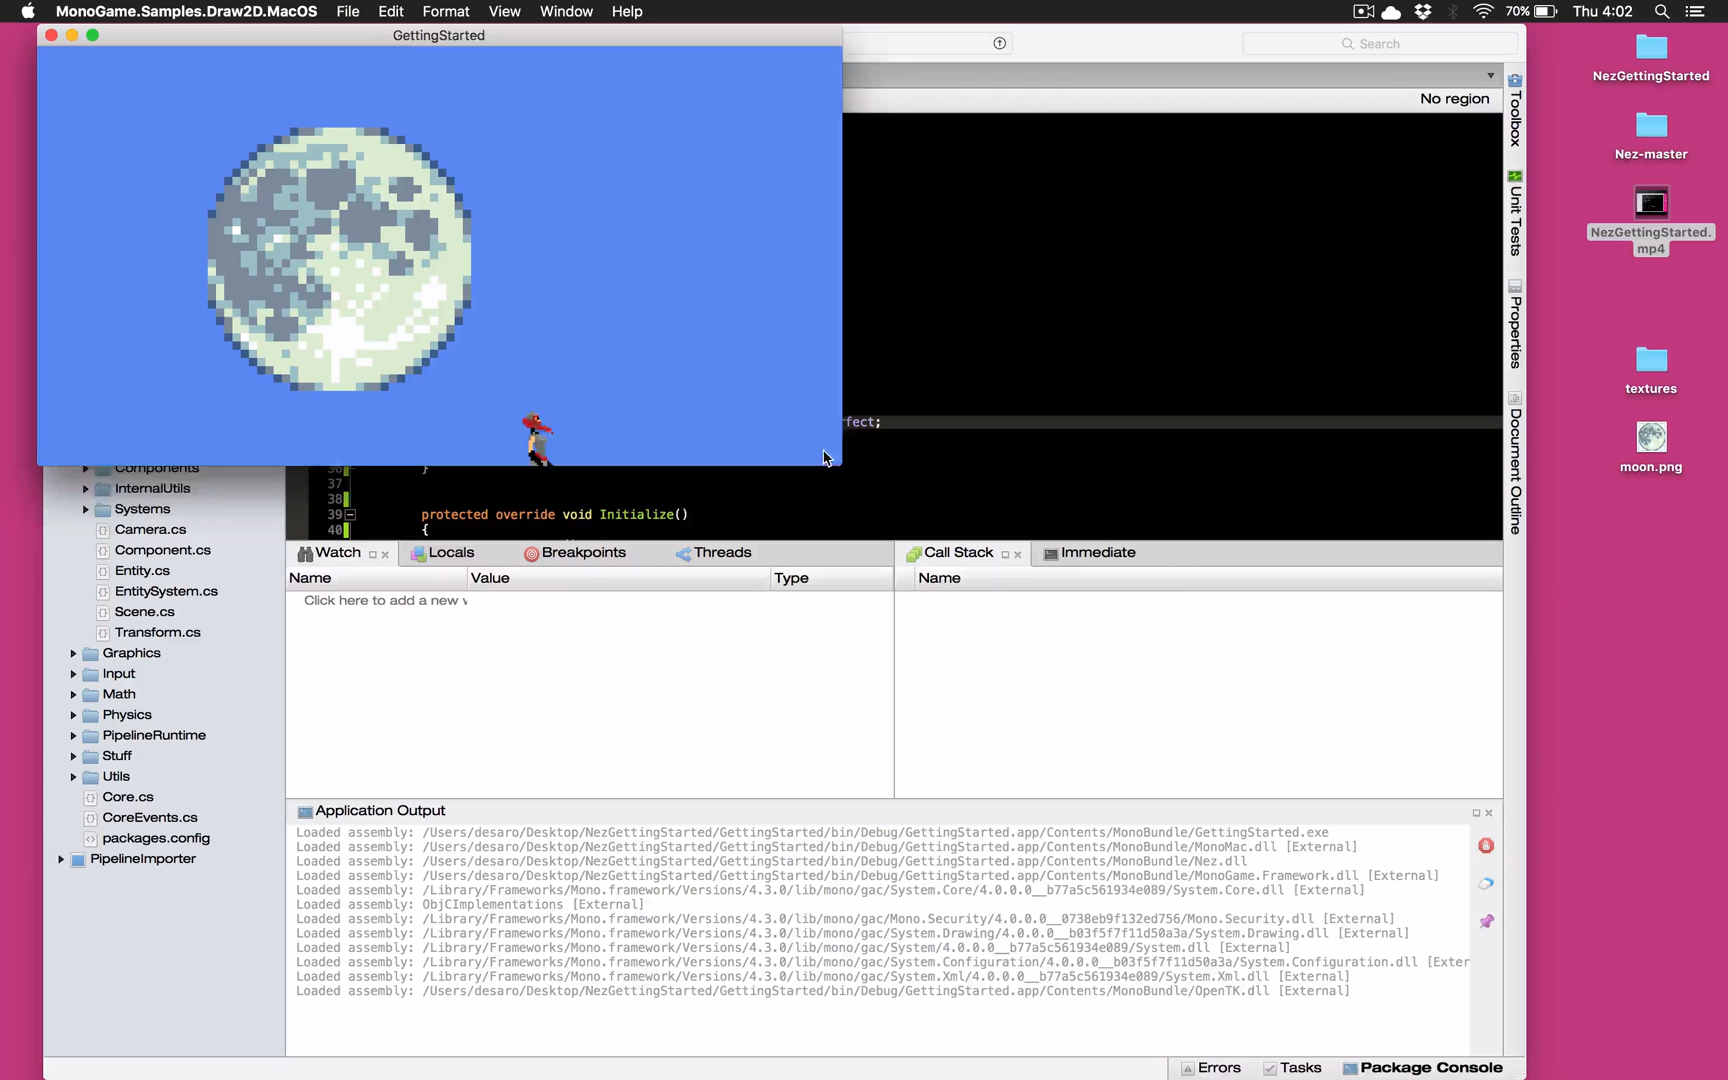 MonoGame.Samples.Draw2D.MacOS File Edit Format View Window Help 70% Thu 4:02
GettingStarted
Search
No region
fect;
37
38
39 protected override void Initialize()
40 {
Components
InternalUtils
Systems
Camera.cs
Component.cs
Entity.cs
EntitySystem.cs
Scene.cs
Transform.cs
Graphics
Input
Math
Physics
PipelineRuntime
Stuff
Utils
Core.cs
CoreEvents.cs
packages.config
PipelineImporter
Watch Locals Breakpoints Threads
Name Value Type
Click here to add a new
Call Stack Immediate
Name
Application Output
Loaded assembly: /Users/desaro/Desktop/NezGettingStarted/GettingStarted/bin/Debug/GettingStarted.app/Contents/MonoBundle/GettingStarted.exe
Loaded assembly: /Users/desaro/Desktop/NezGettingStarted/GettingStarted/bin/Debug/GettingStarted.app/Contents/MonoBundle/MonoMac.dll [External]
Loaded assembly: /Users/desaro/Desktop/NezGettingStarted/GettingStarted/bin/Debug/GettingStarted.app/Contents/MonoBundle/Nez.dll
Loaded assembly: /Users/desaro/Desktop/NezGettingStarted/GettingStarted/bin/Debug/GettingStarted.app/Contents/MonoBundle/MonoGame.Framework.dll [External]
Loaded assembly: /Library/Frameworks/Mono.framework/Versions/4.3.0/lib/mono/gac/System.Core/4.0.0.0__b77a5c561934e089/System.Core.dll [External]
Loaded assembly: ObjCImplementations [External]
Loaded assembly: /Library/Frameworks/Mono.framework/Versions/4.3.0/lib/mono/gac/Mono.Security/4.0.0.0__0738eb9f132ed756/Mono.Security.dll [External]
Loaded assembly: /Library/Frameworks/Mono.framework/Versions/4.3.0/lib/mono/gac/System.Drawing/4.0.0.0__b03f5f7f11d50a3a/System.Drawing.dll [External]
Loaded assembly: /Library/Frameworks/Mono.framework/Versions/4.3.0/lib/mono/gac/System/4.0.0.0__b77a5c561934e089/System.dll [External]
Loaded assembly: /Library/Frameworks/Mono.framework/Versions/4.3.0/lib/mono/gac/System.Configuration/4.0.0.0__b03f5f7f11d50a3a/System.Configuration.dll [Exter
Loaded assembly: /Library/Frameworks/Mono.framework/Versions/4.3.0/lib/mono/gac/System.Xml/4.0.0.0__b77a5c561934e089/System.Xml.dll [External]
Loaded assembly: /Users/desaro/Desktop/NezGettingStarted/GettingStarted/bin/Debug/GettingStarted.app/Contents/MonoBundle/OpenTK.dll [External]
Errors Tasks Package Console
Toolbox
Unit Tests
Properties
Document Outline
NezGettingStarted
Nez-master
NezGettingStarted.
mp4
textures
moon.png